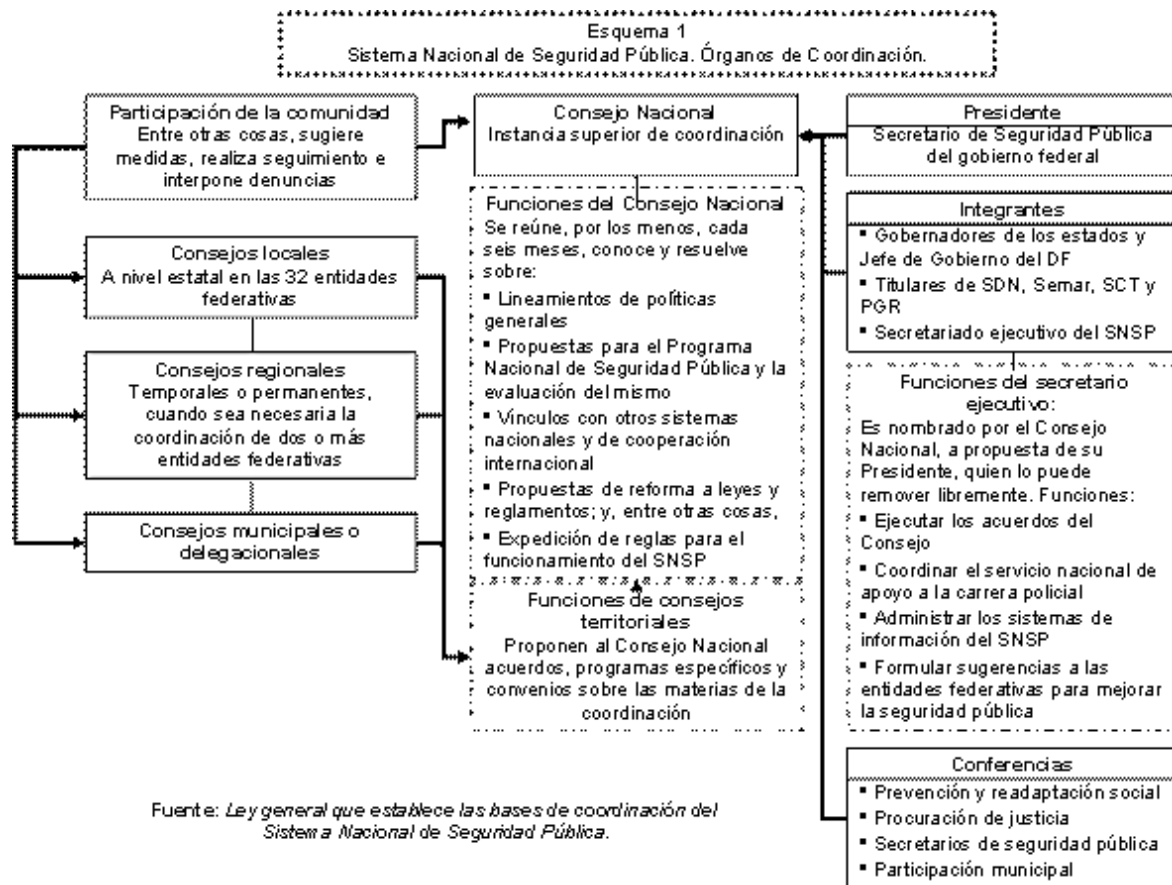 Esquema 1
Sistema Nacional de Seguridad Pública. Órganos de Coordinación.
Participación de la comunidad
Entre otras cosas, sugiere
medidas, realiza seguimiento e
interpone denuncias
Consejos locales
A nivel estatal en las 32 entidades
federativas
Consejos regionales
Temporales o permanentes,
cuando sea necesaria la
coordinación de dos o más
entidades federativas
Consejos municipales o
delegacionales
Consejo Nacional
Instancia superior de coordinación
Funciones del Consejo Nacional
Se reúne, por los menos, cada
seis meses, conoce y resuelve
sobre:
▪ Lineamientos de políticas
generales
▪ Propuestas para el Programa
Nacional de Seguridad Pública y la
evaluación del mismo
▪ Vínculos con otros sistemas
nacionales y de cooperación
internacional
▪ Propuestas de reforma a leyes y
reglamentos; y, entre otras cosas,
▪ Expedición de reglas para el
funcionamiento del SNSP
Funciones de consejos
territoriales
Proponen al Consejo Nacional
acuerdos, programas específicos y
convenios sobre las materias de la
coordinación
Presidente
Secretario de Seguridad Pública
del gobierno federal
Integrantes
▪ Gobernadores de los estados y
Jefe de Gobierno del DF
▪ Titulares de SDN, Semar, SCT y
PGR
▪ Secretariado ejecutivo del SNSP
Funciones del secretario
ejecutivo:
Es nombrado por el Consejo
Nacional, a propuesta de su
Presidente, quien lo puede
remover libremente. Funciones:
▪ Ejecutar los acuerdos del
Consejo
▪ Coordinar el servicio nacional de
apoyo a la carrera policial
▪ Administrar los sistemas de
información del SNSP
▪ Formular sugerencias a las
entidades federativas para mejorar
la seguridad pública
Conferencias
▪ Prevención y readaptación social
▪ Procuración de justicia
▪ Secretarios de seguridad pública
▪ Participación municipal
Fuente: Ley general que establece las bases de coordinación del
Sistema Nacional de Seguridad Pública.